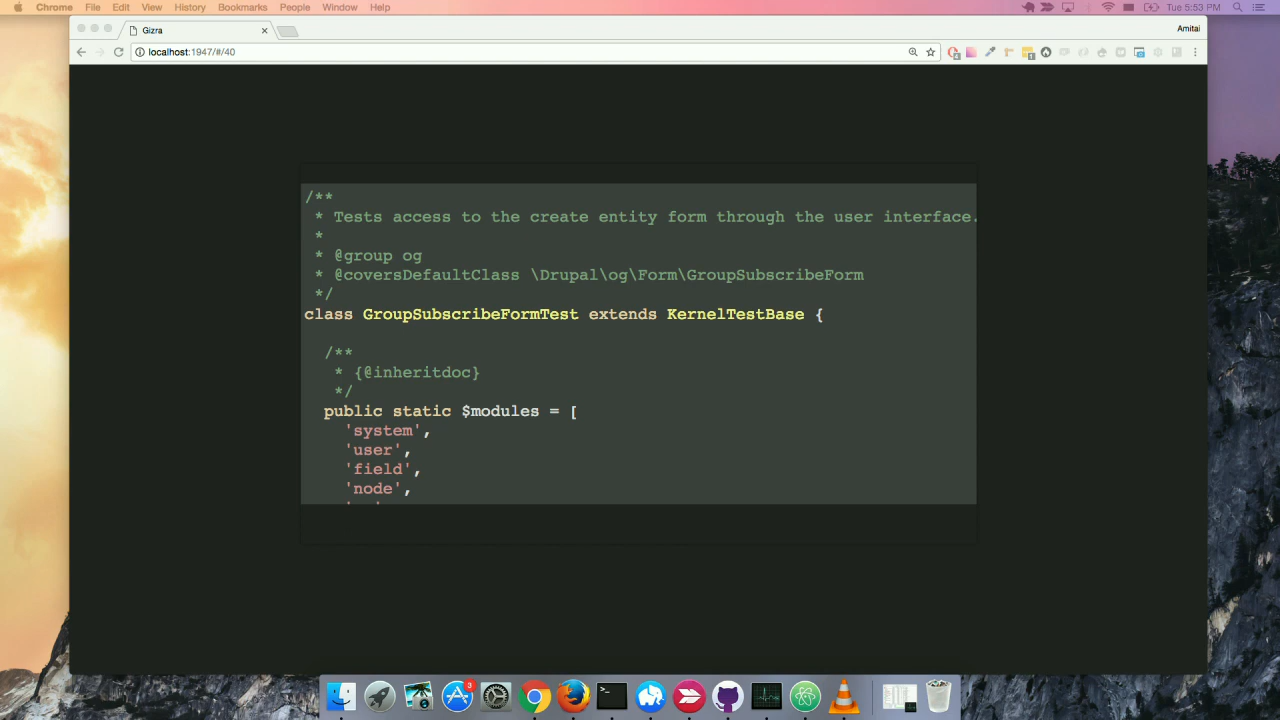 Chrome File Edit View History Bookmarks People Window Help Tue 5:53 PM
Gizra Amitai
localhost:1947/#/40
/**
* Tests access to the create entity form through the user interface.
*
* @group og
* @coversDefaultClass \Drupal\og\Form\GroupSubscribeForm
*/
class GroupSubscribeFormTest extends KernelTestBase {
/**
* {@inheritdoc}
*/
public static $modules = [
'system',
'user',
'field',
'node',
3